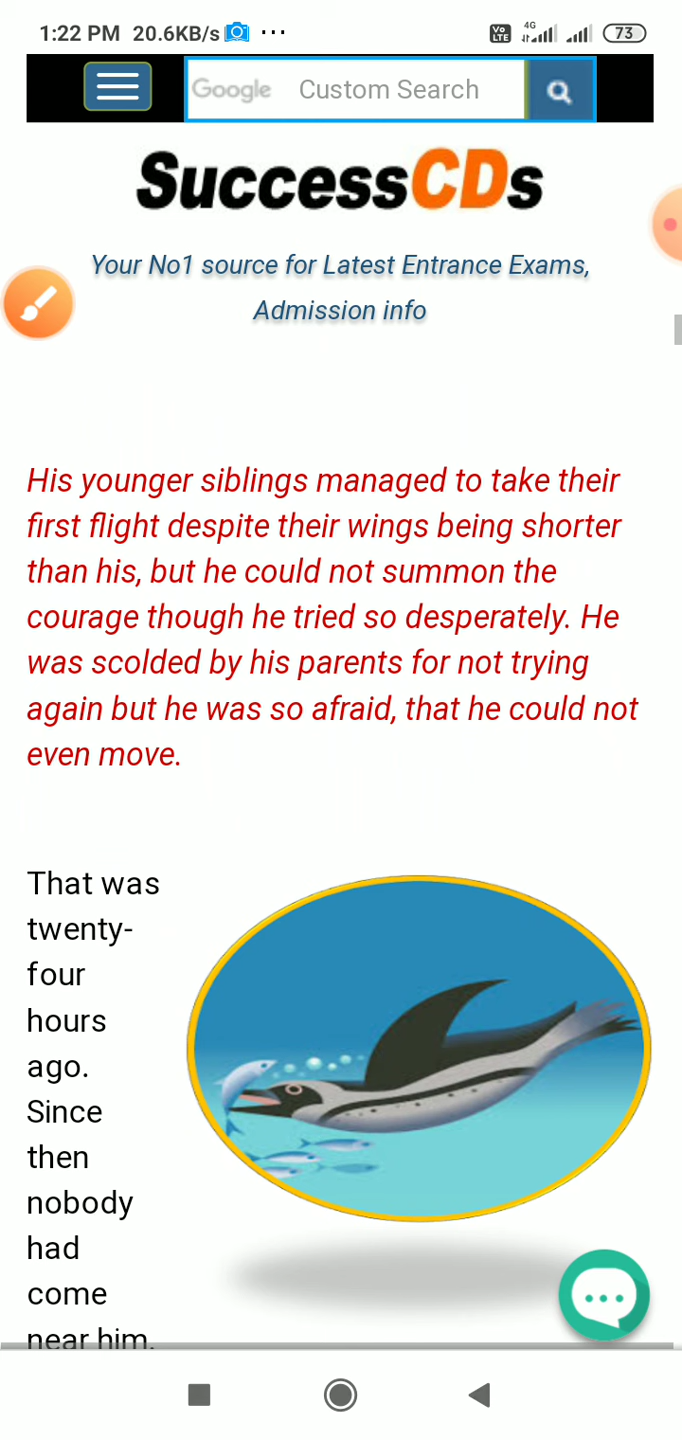 1:22 PM 20.6KB/s ...
Vo LTE 4G 73
Google Custom Search
SuccessCDs
Your No1 source for Latest Entrance Exams,
Admission info
His younger siblings managed to take their
first flight despite their wings being shorter
than his, but he could not summon the
courage though he tried so desperately. He
was scolded by his parents for not trying
again but he was so afraid, that he could not
even move.
That was
twenty-
four
hours
ago.
Since
then
nobody
had
come
near him.